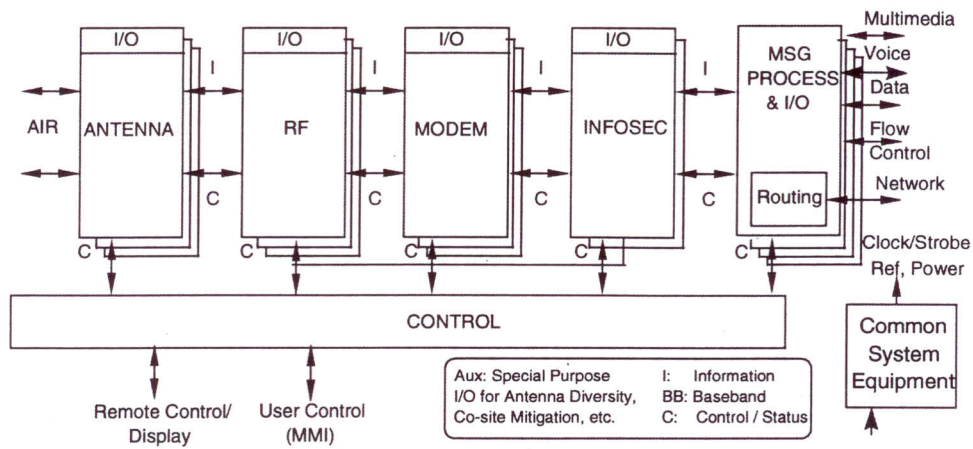 I/O
I/O
I/O
I/O
MSG
PROCESS
& I/O
Multimedia
Voice
Data
Flow
Control
Network
I
I
I
I
AIR
ANTENNA
RF
MODEM
INFOSEC
C
C
C
C
Routing
C
C
C
C
C
Clock/Strobe
Ref, Power
CONTROL
Common
System
Equipment
Remote Control/
Display
User Control
(MMI)
Aux: Special Purpose
I/O for Antenna Diversity,
Co-site Mitigation, etc.
I: Information
BB: Baseband
C: Control / Status